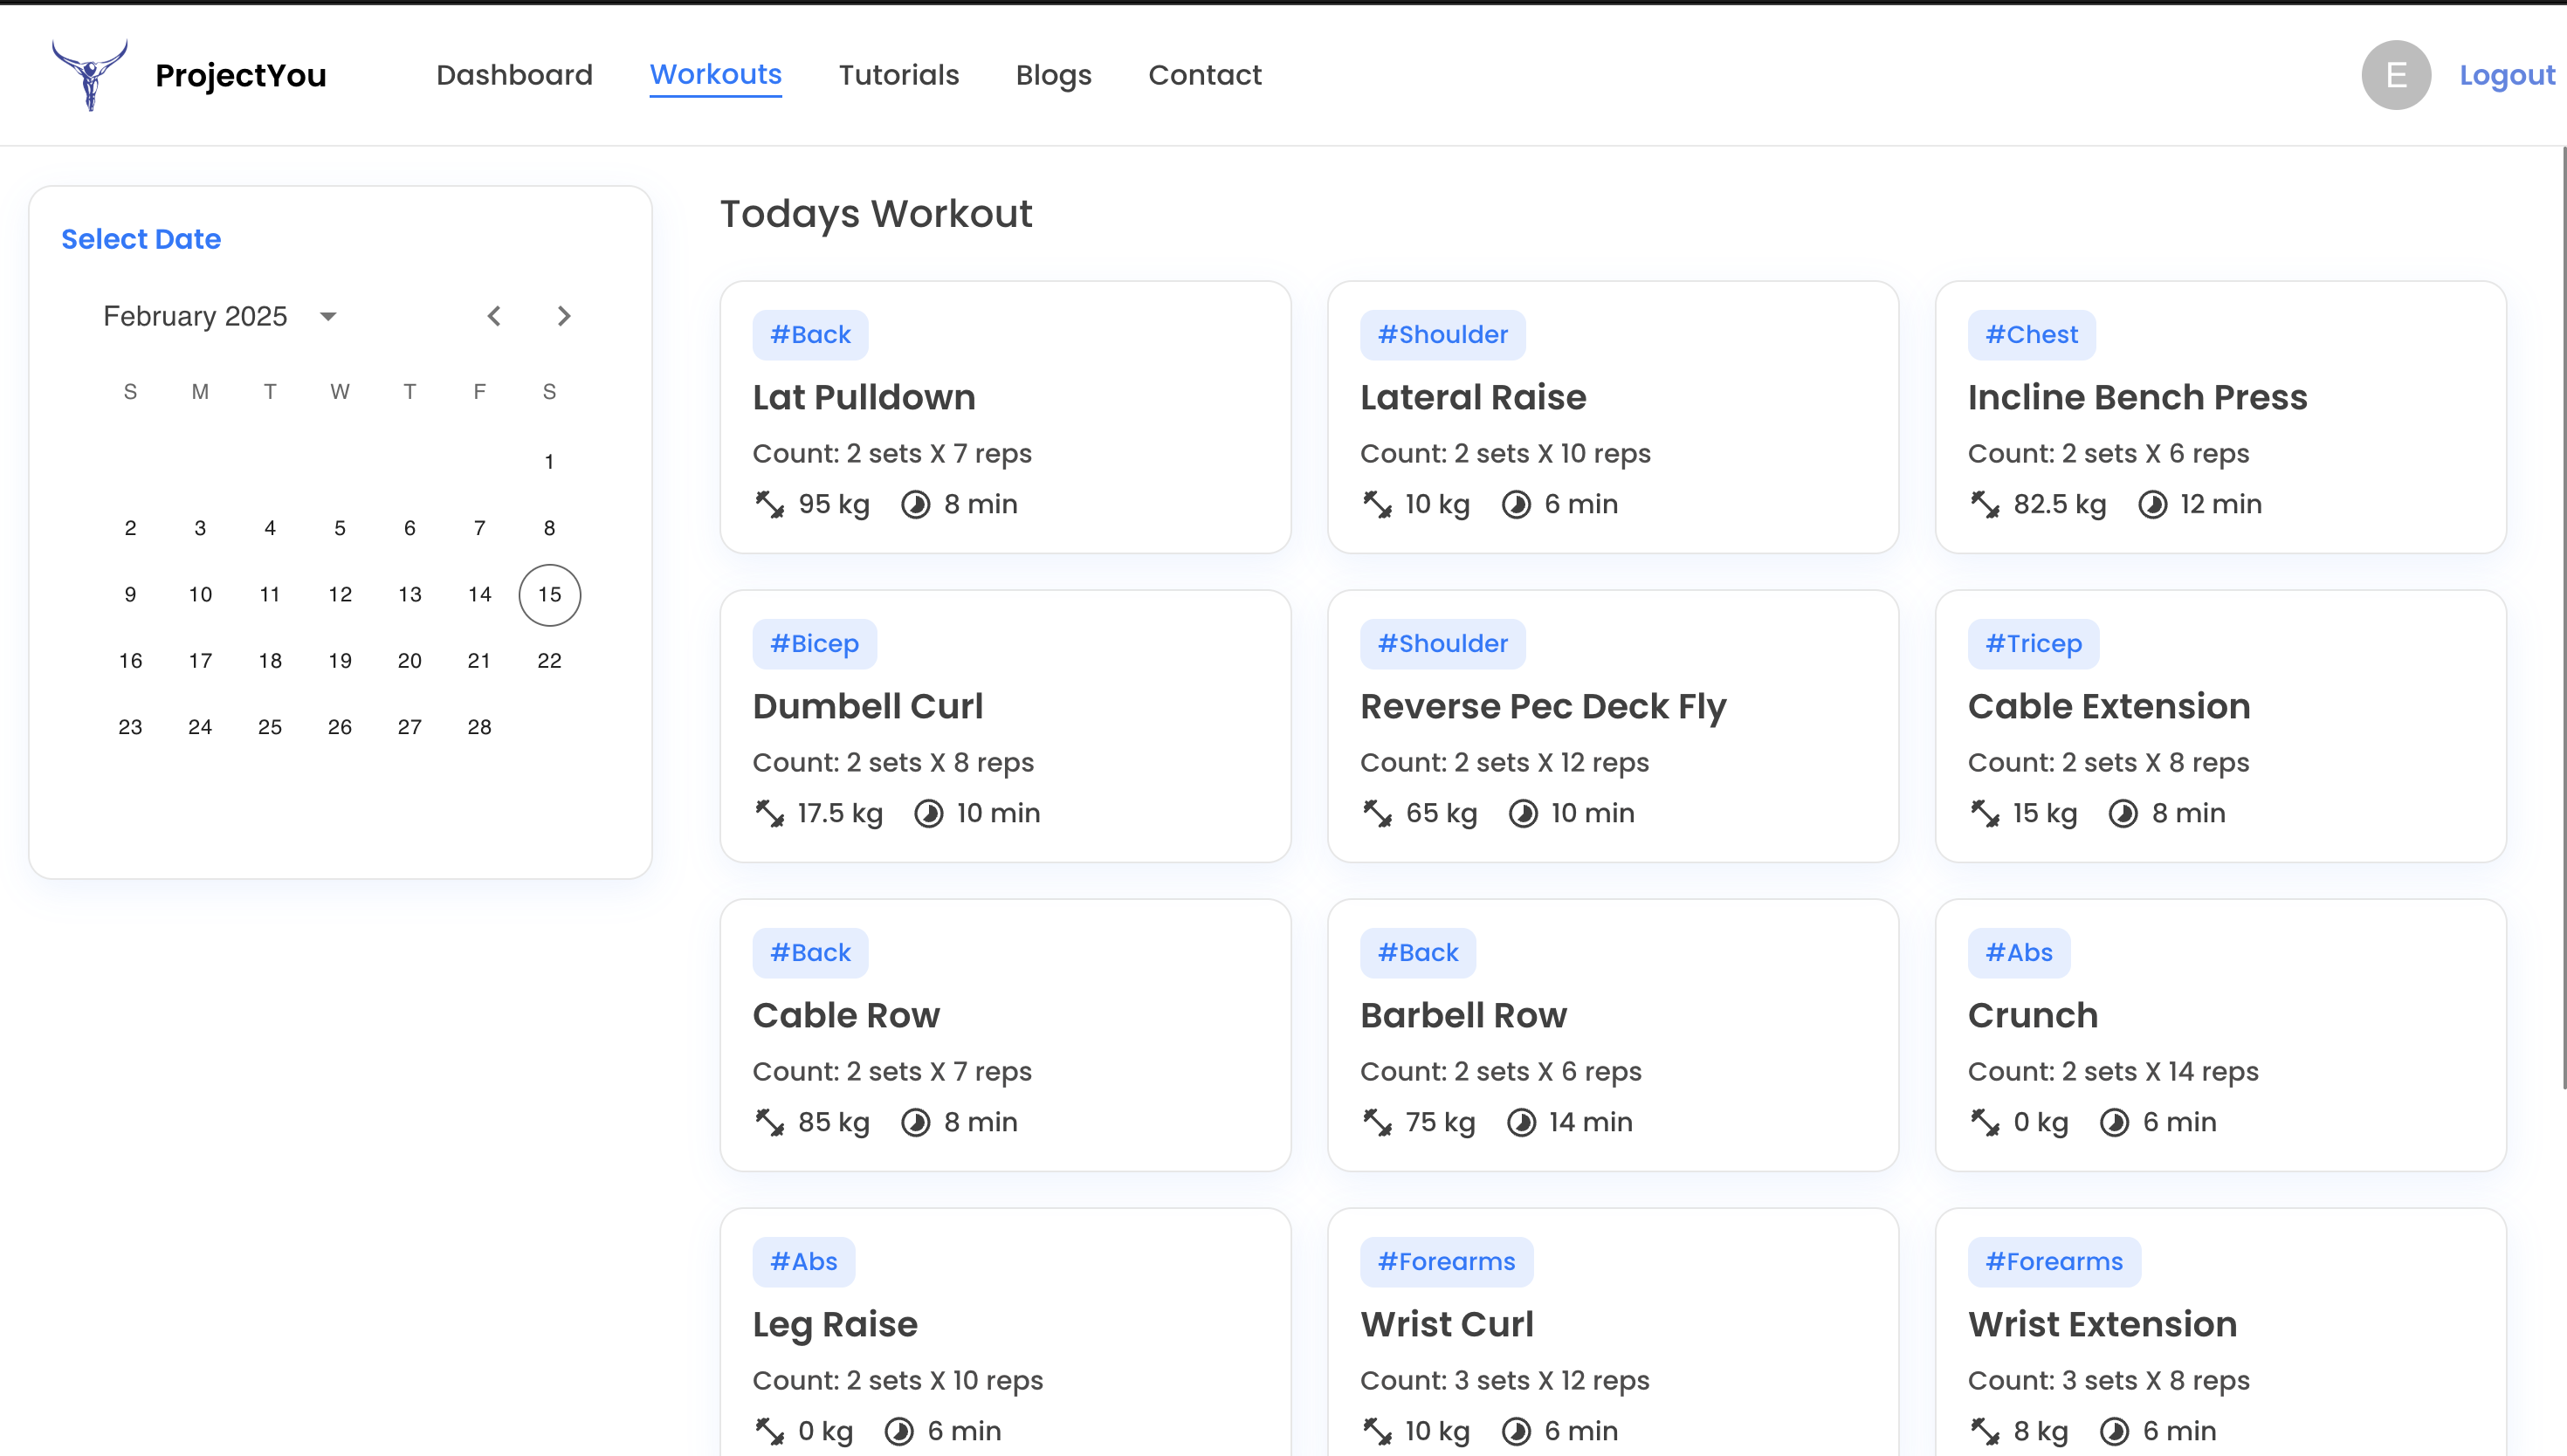 ProjectYou
Dashboard Workouts Tutorials Blogs Contact
E Logout
Select Date
February 2025
S M T W T F S
1
2 3 4 5 6 7 8
9 10 11 12 13 14 15
16 17 18 19 20 21 22
23 24 25 26 27 28
Todays Workout
#Back
Lat Pulldown
Count: 2 sets X 7 reps
95 kg 8 min
#Shoulder
Lateral Raise
Count: 2 sets X 10 reps
10 kg 6 min
#Chest
Incline Bench Press
Count: 2 sets X 6 reps
82.5 kg 12 min
#Bicep
Dumbell Curl
Count: 2 sets X 8 reps
17.5 kg 10 min
#Shoulder
Reverse Pec Deck Fly
Count: 2 sets X 12 reps
65 kg 10 min
#Tricep
Cable Extension
Count: 2 sets X 8 reps
15 kg 8 min
#Back
Cable Row
Count: 2 sets X 7 reps
85 kg 8 min
#Back
Barbell Row
Count: 2 sets X 6 reps
75 kg 14 min
#Abs
Crunch
Count: 2 sets X 14 reps
0 kg 6 min
#Abs
Leg Raise
Count: 2 sets X 10 reps
0 kg 6 min
#Forearms
Wrist Curl
Count: 3 sets X 12 reps
10 kg 6 min
#Forearms
Wrist Extension
Count: 3 sets X 8 reps
8 kg 6 min